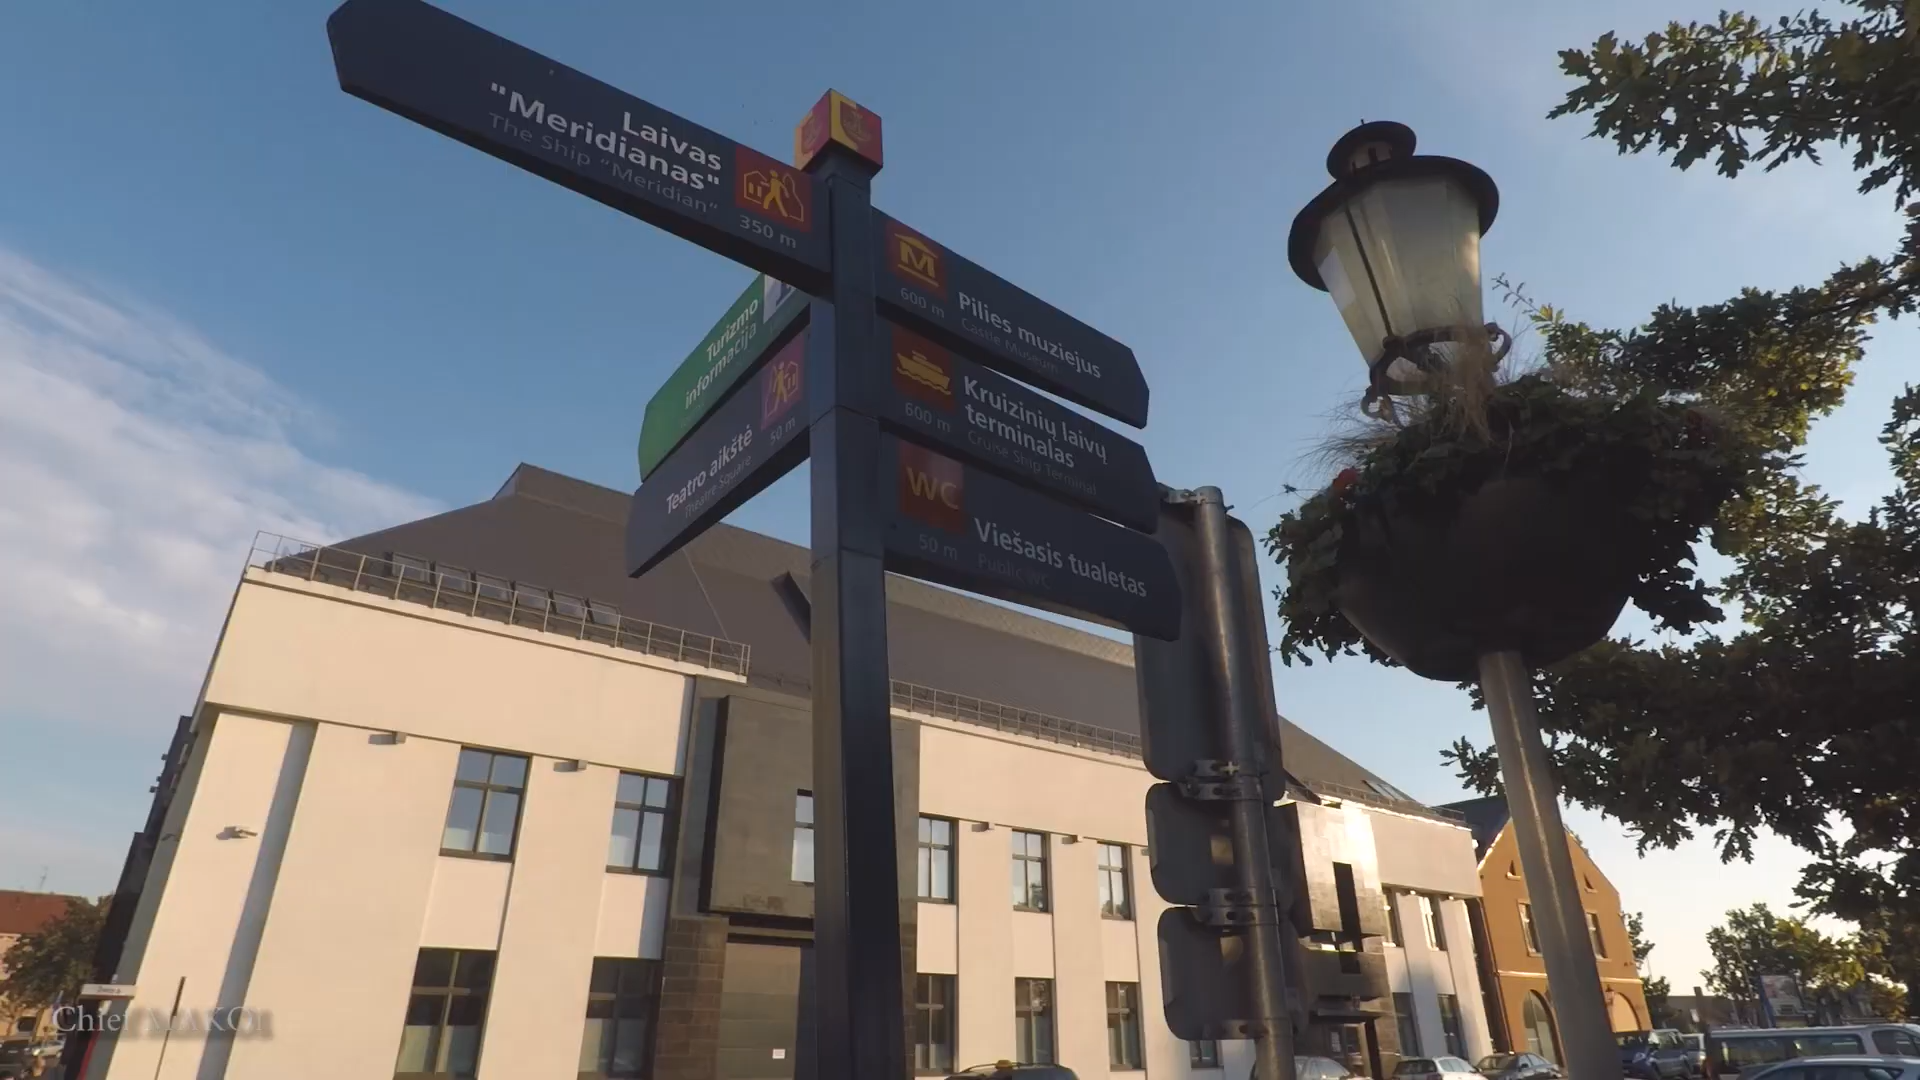 Laivas
"Meridianas"
The Ship "Meridian"
350 m
M
600 m
Pilies muziejus
Castle Museum
Turizmo
informacija
Teatro aikštė
Theatre Square
50 m
600 m
Kruizinių laivų
terminalas
Cruise Ship Terminal
WC
50 m
Viešasis tualetas
Public WC
Chief MAKOI